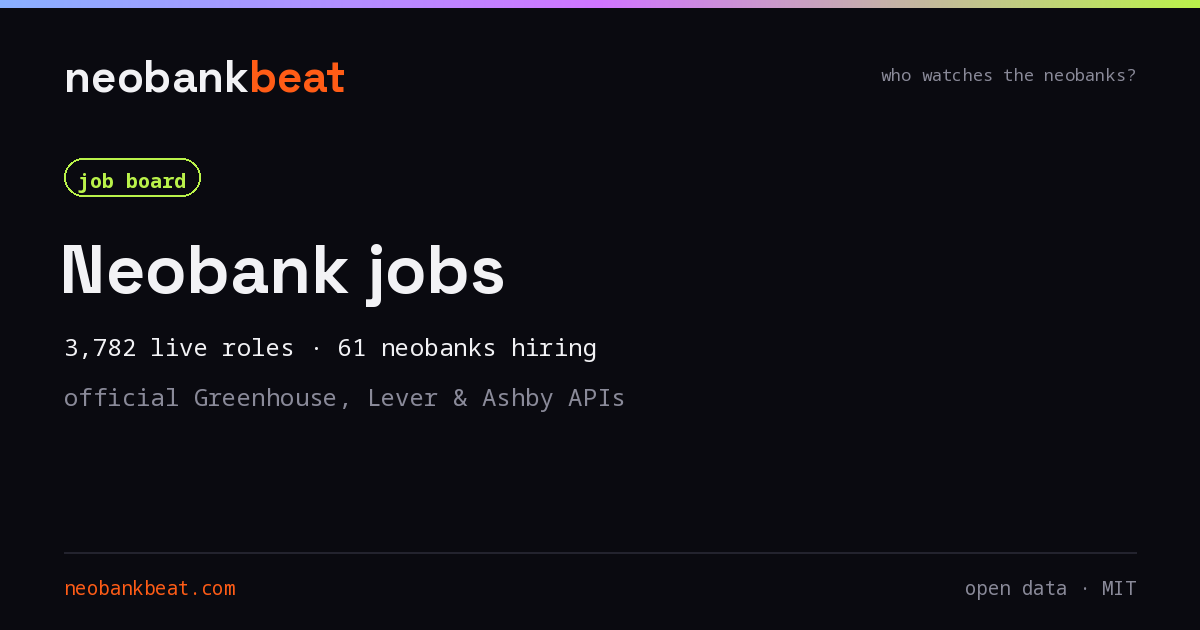 neobankbeat
who watches the neobanks?
job board
Neobank jobs
3,782 live roles · 61 neobanks hiring
official Greenhouse, Lever & Ashby APIs
neobankbeat.com
open data · MIT